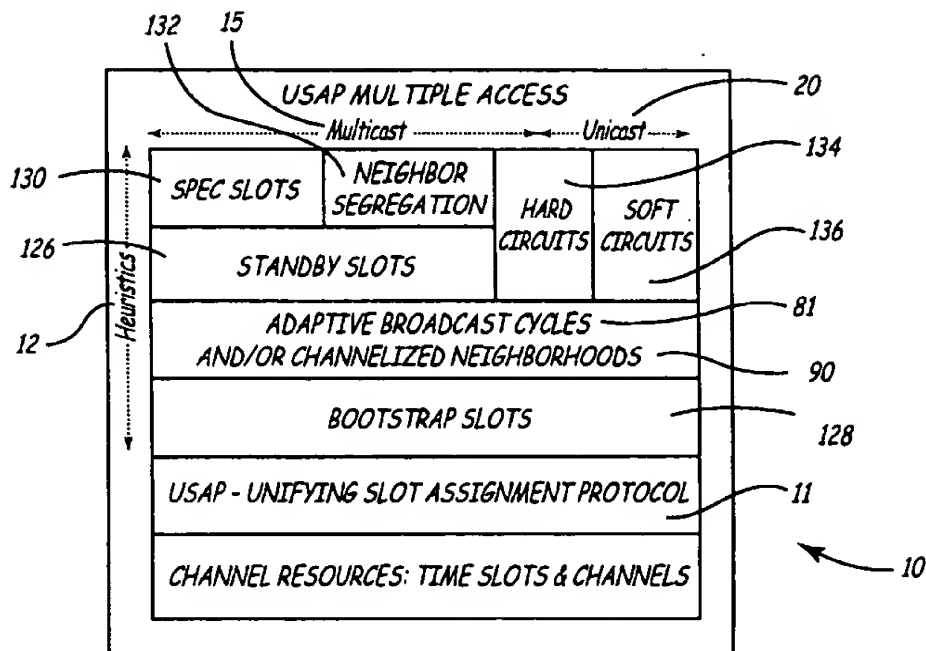 132
15
USAP MULTIPLE ACCESS
20
Multicast
Unicast
134
130
SPEC SLOTS
NEIGHBOR
SEGREGATION
HARD
CIRCUITS
SOFT
CIRCUITS
126
STANDBY SLOTS
136
Heuristics
12
ADAPTIVE BROADCAST CYCLES
AND/OR CHANNELIZED NEIGHBORHOODS
81
90
BOOTSTRAP SLOTS
128
USAP - UNIFYING SLOT ASSIGNMENT PROTOCOL
11
CHANNEL RESOURCES: TIME SLOTS & CHANNELS
10